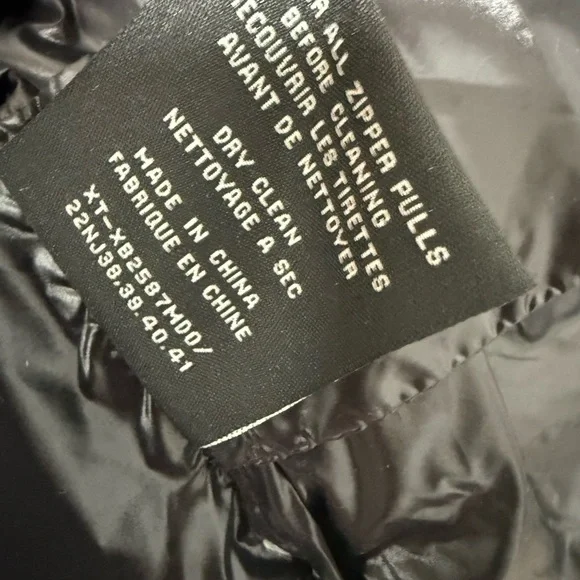 ALL ZIPPER PULLS
BEFORE CLEANING
RECOUVRIR LES TIRETTES
AVANT DE NETTOYER
DRY CLEAN
NETTOYAGE A SEC
MADE IN CHINA
FABRIQUE EN CHINE
XT-XB2587MDO/
22NJ38.39.40.41